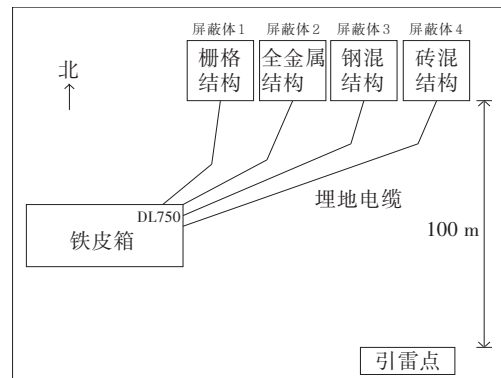 屏蔽体1 屏蔽体2 屏蔽体3 屏蔽体4
栅格结构
全金属结构
钢混结构
砖混结构
北
DL750
铁皮箱
埋地电缆
100 m
引雷点